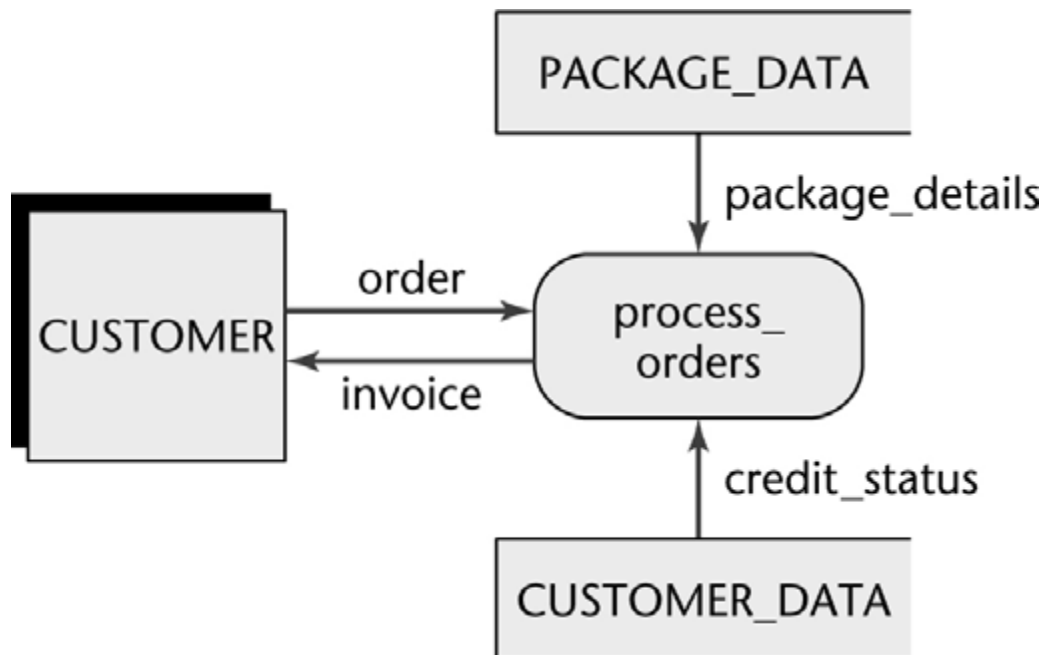 PACKAGE_DATA
package_details
order
CUSTOMER
process_
orders
invoice
credit_status
CUSTOMER_DATA